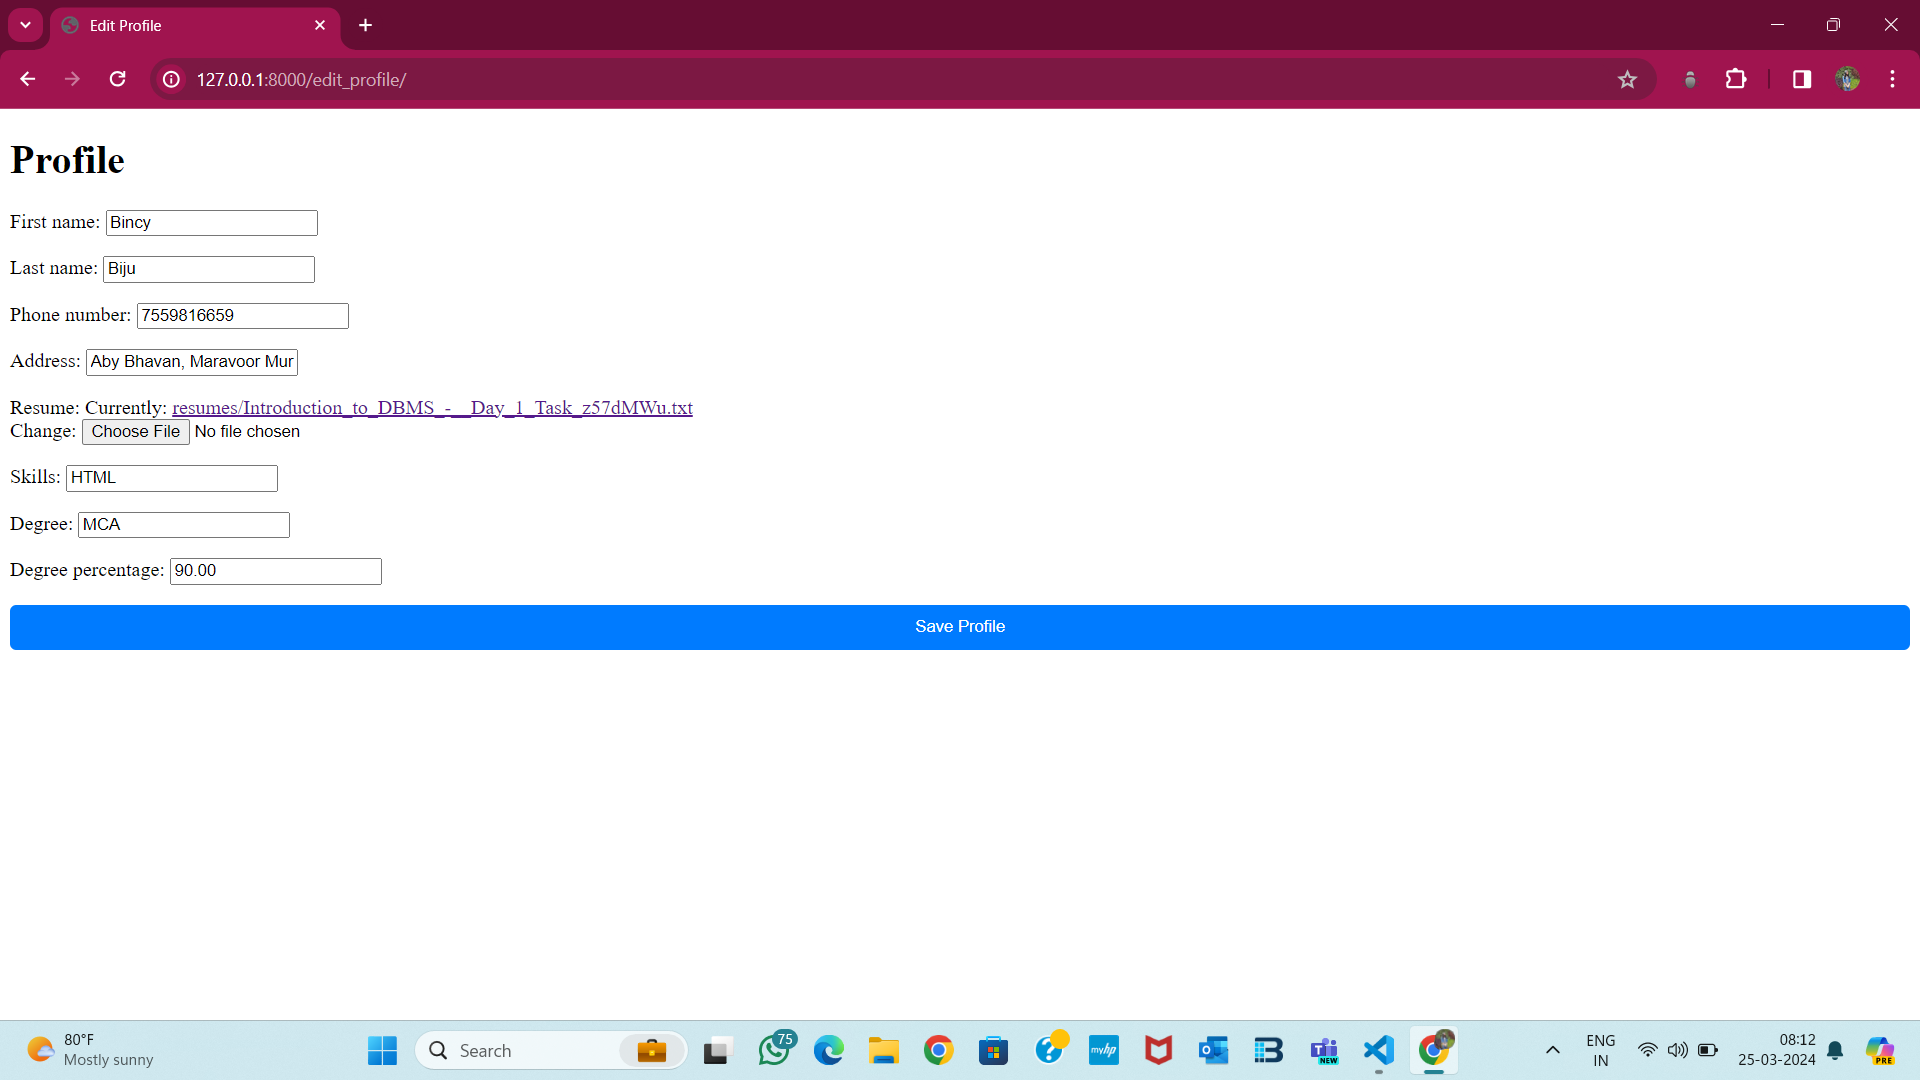 Edit Profile
127.0.0.1:8000/edit_profile/
Profile
First name: Bincy
Last name: Biju
Phone number: 7559816659
Address: Aby Bhavan, Maravoor Mur
Resume: Currently: resumes/Introduction_to_DBMS_-__Day_1_Task_z57dMWu.txt
Change: Choose File No file chosen
Skills: HTML
Degree: MCA
Degree percentage: 90.00
Save Profile
80°F
Mostly sunny
Search
75
myhp
NEW
ENG
IN
08:12
25-03-2024
PRE